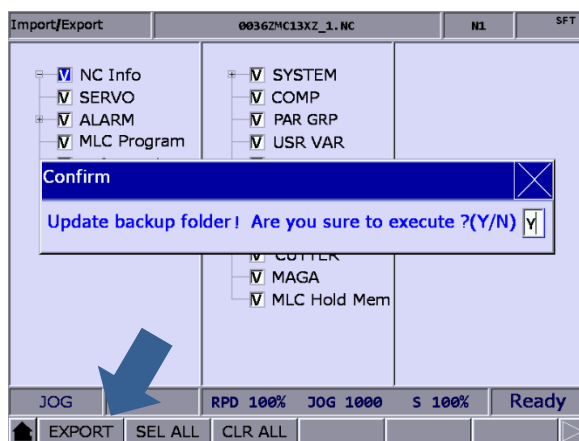 Import/Export 0036ZMC13XZ_1.NC N1 SFT
NC Info
SERVO
ALARM
MLC Program
SYSTEM
COMP
PAR GRP
USR VAR
Confirm
Update backup folder! Are you sure to execute ?(Y/N) Y
CUTTER
MAGA
MLC Hold Mem
JOG RPD 100% JOG 1000 S 100% Ready
EXPORT SEL ALL CLR ALL